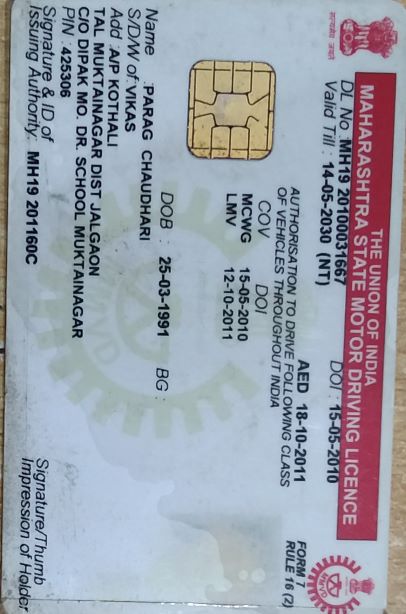 THE UNION OF INDIA
MAHARASHTRA STATE MOTOR DRIVING LICENCE
DL No : MH19 20100031667 DOI : 15-05-2010
Valid Till : 14-05-2030 (NT) AED 18-10-2011
FORM 7
RULE 16 (2)
AUTHORISATION TO DRIVE FOLLOWING CLASS
OF VEHICLES THROUGHOUT INDIA
COV DOI
MCWG 15-05-2010
LMV 12-10-2011
DOB : 25-03-1991 BG :
Name : PARAG CHAUDHARI
S/D/W of : VIKAS
Add : A/P KOTHALI
TAL MUKTAINAGAR DIST JALGAON
C/O DIPAK MO. DR. SCHOOL MUKTAINAGAR
PIN : 425306
Signature & ID of
Issuing Authority: MH19 201160C
Signature/Thumb
Impression of Holder